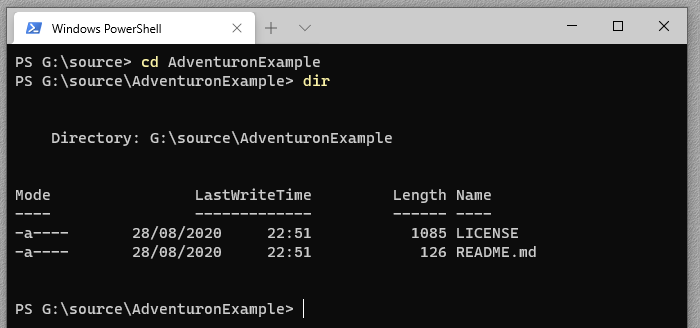 Windows PowerShell
PS G:\source> cd AdventuronExample
PS G:\source\AdventuronExample> dir
Directory: G:\source\AdventuronExample
Mode                LastWriteTime         Length Name
----                -------------         ------ ----
-a----       28/08/2020     22:51           1085 LICENSE
-a----       28/08/2020     22:51            126 README.md
PS G:\source\AdventuronExample>